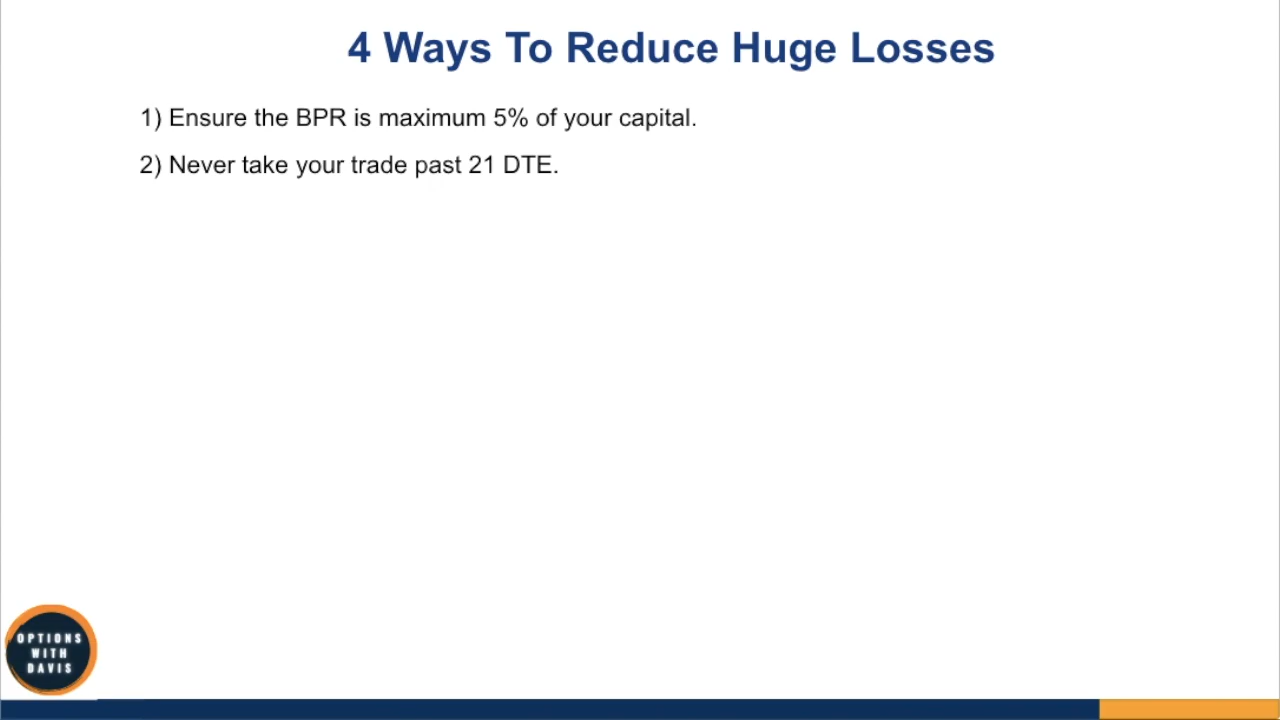 4 Ways To Reduce Huge Losses
1) Ensure the BPR is maximum 5% of your capital.
2) Never take your trade past 21 DTE.
OPTIONS
WITH
DAVIS